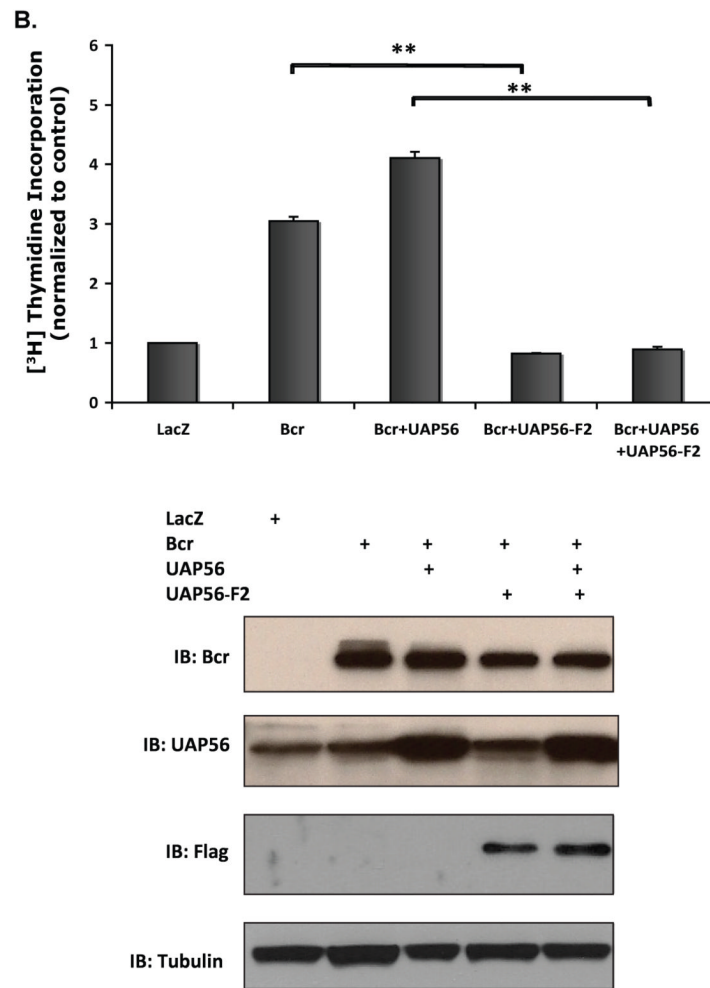 B.
[³H] Thymidine Incorporation
(normalized to control)
6
5
4
3
2
1
0
**
**
LacZ
Bcr
Bcr+UAP56
Bcr+UAP56-F2
Bcr+UAP56
+UAP56-F2
LacZ +
Bcr + + + +
UAP56 + +
UAP56-F2 + +
IB: Bcr
IB: UAP56
IB: Flag
IB: Tubulin